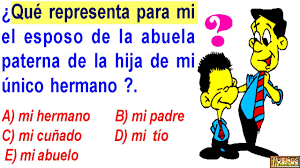 ¿Qué representa para mi
el esposo de la abuela
paterna de la hija de mi
único hermano ?.
?
A) mi hermano B) mi padre
C) mi cuñado D) mi tío
E) mi abuelo